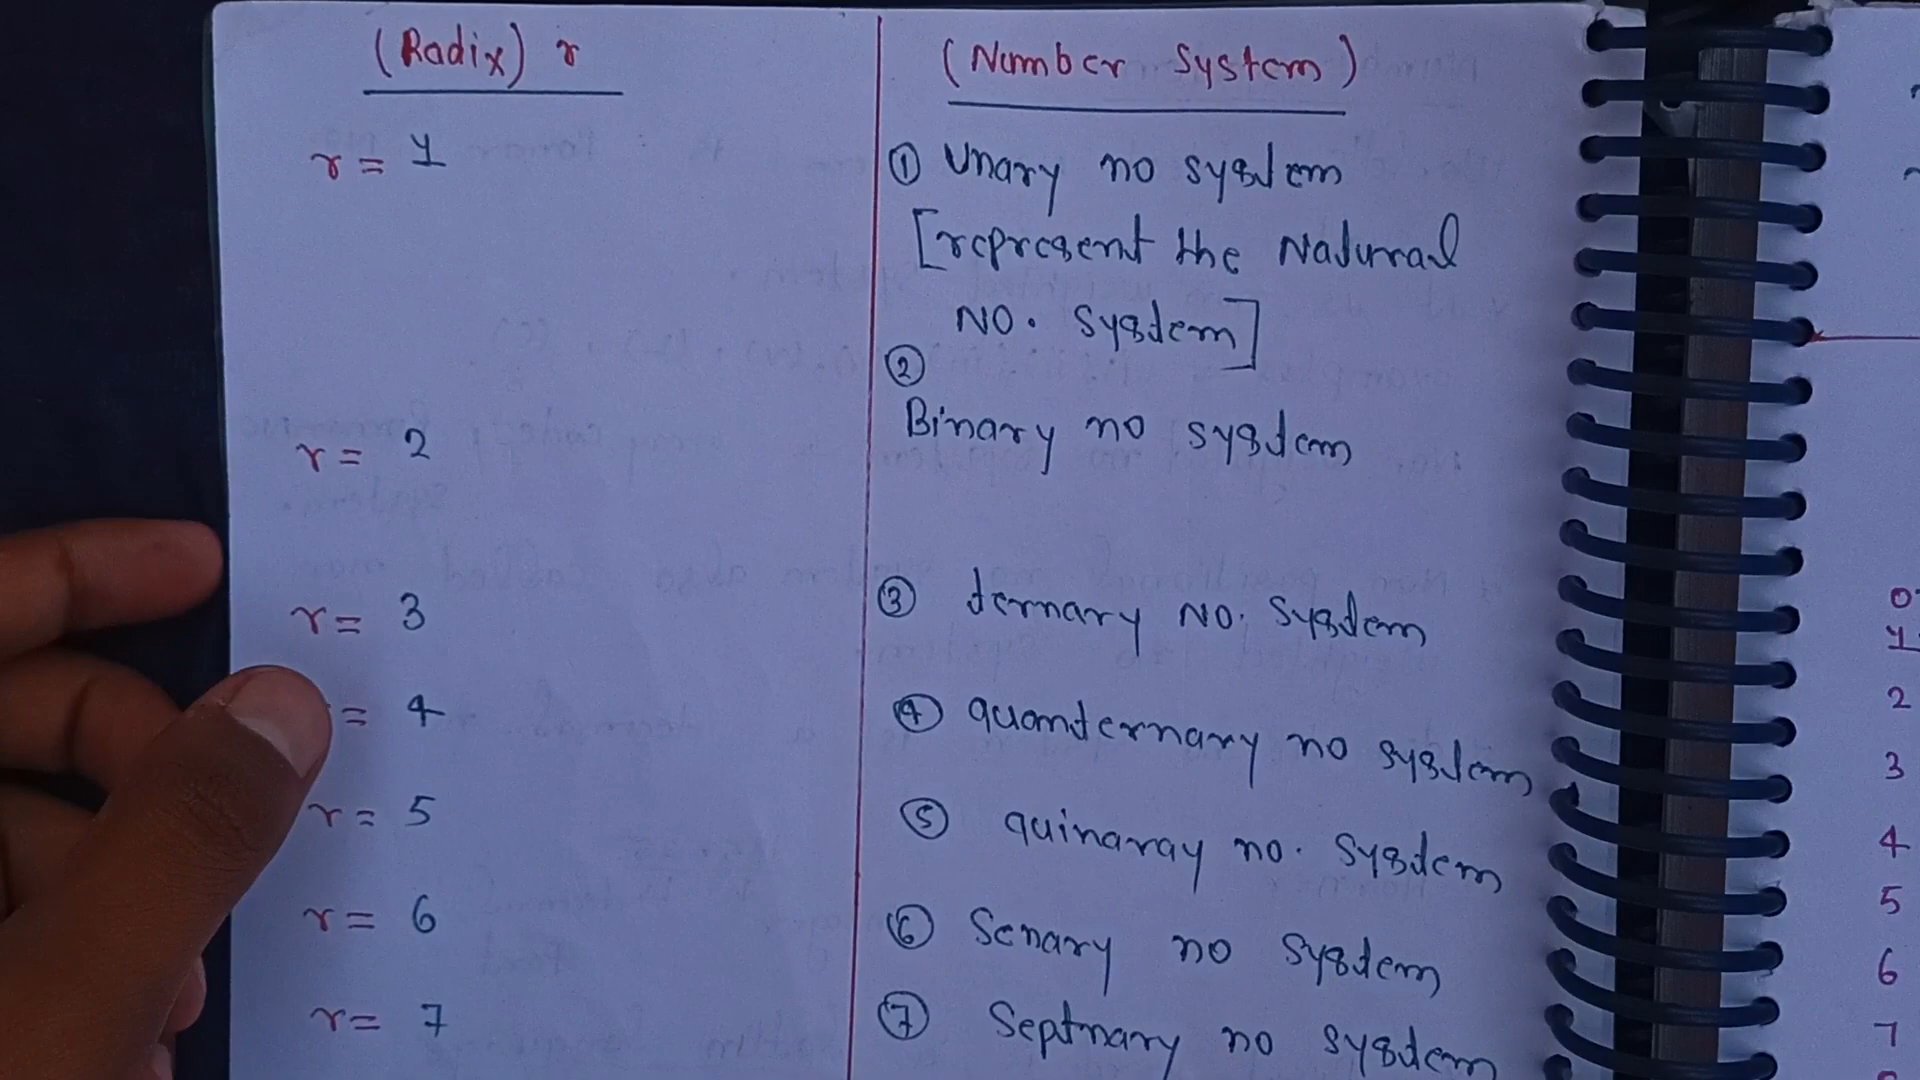 (Radix) r
(Number System)
r = 1
① Unary no system
[represent the Natural
NO. system]
r = 2
②
Binary no system
r = 3
③ ternary NO. System
= 4
④ quanternary no system
r = 5
⑤ quinaray no. System
r = 6
⑥ Senary no System
r = 7
⑦ Septnary no system
0
1
2
3
4
5
6
7